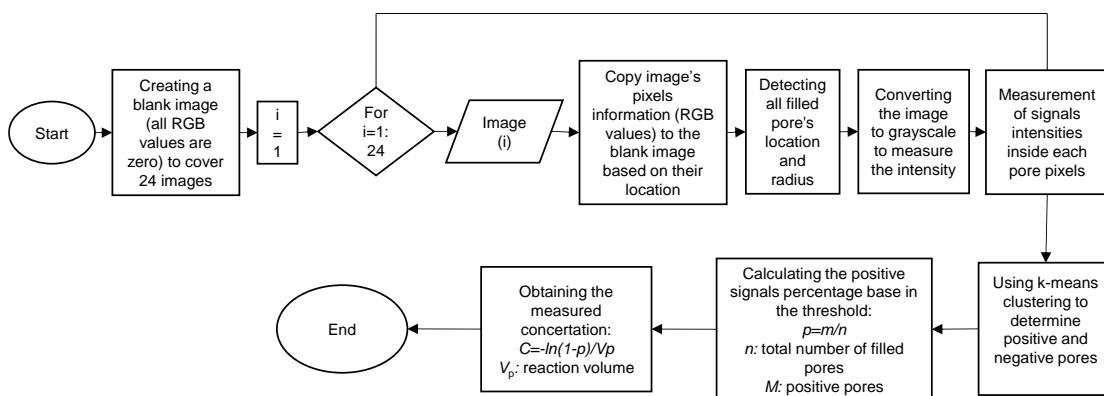 Start
Creating a
blank image
(all RGB
values are
zero) to cover
24 images
i
=
1
For
i=1:
24
Image
(i)
Copy image's
pixels
information (RGB
values) to the
blank image
based on their
location
Detecting
all filled
pore's
location
and
radius
Converting
the image
to grayscale
to measure
the intensity
Measurement
of signals
intensities
inside each
pore pixels
Using k-means
clustering to
determine
positive and
negative pores
Calculating the positive
signals percentage base in
the threshold:
p=m/n
n: total number of filled
pores
M: positive pores
Obtaining the
measured
concertation:
C=-ln(1-p)/Vp
Vₚ: reaction volume
End